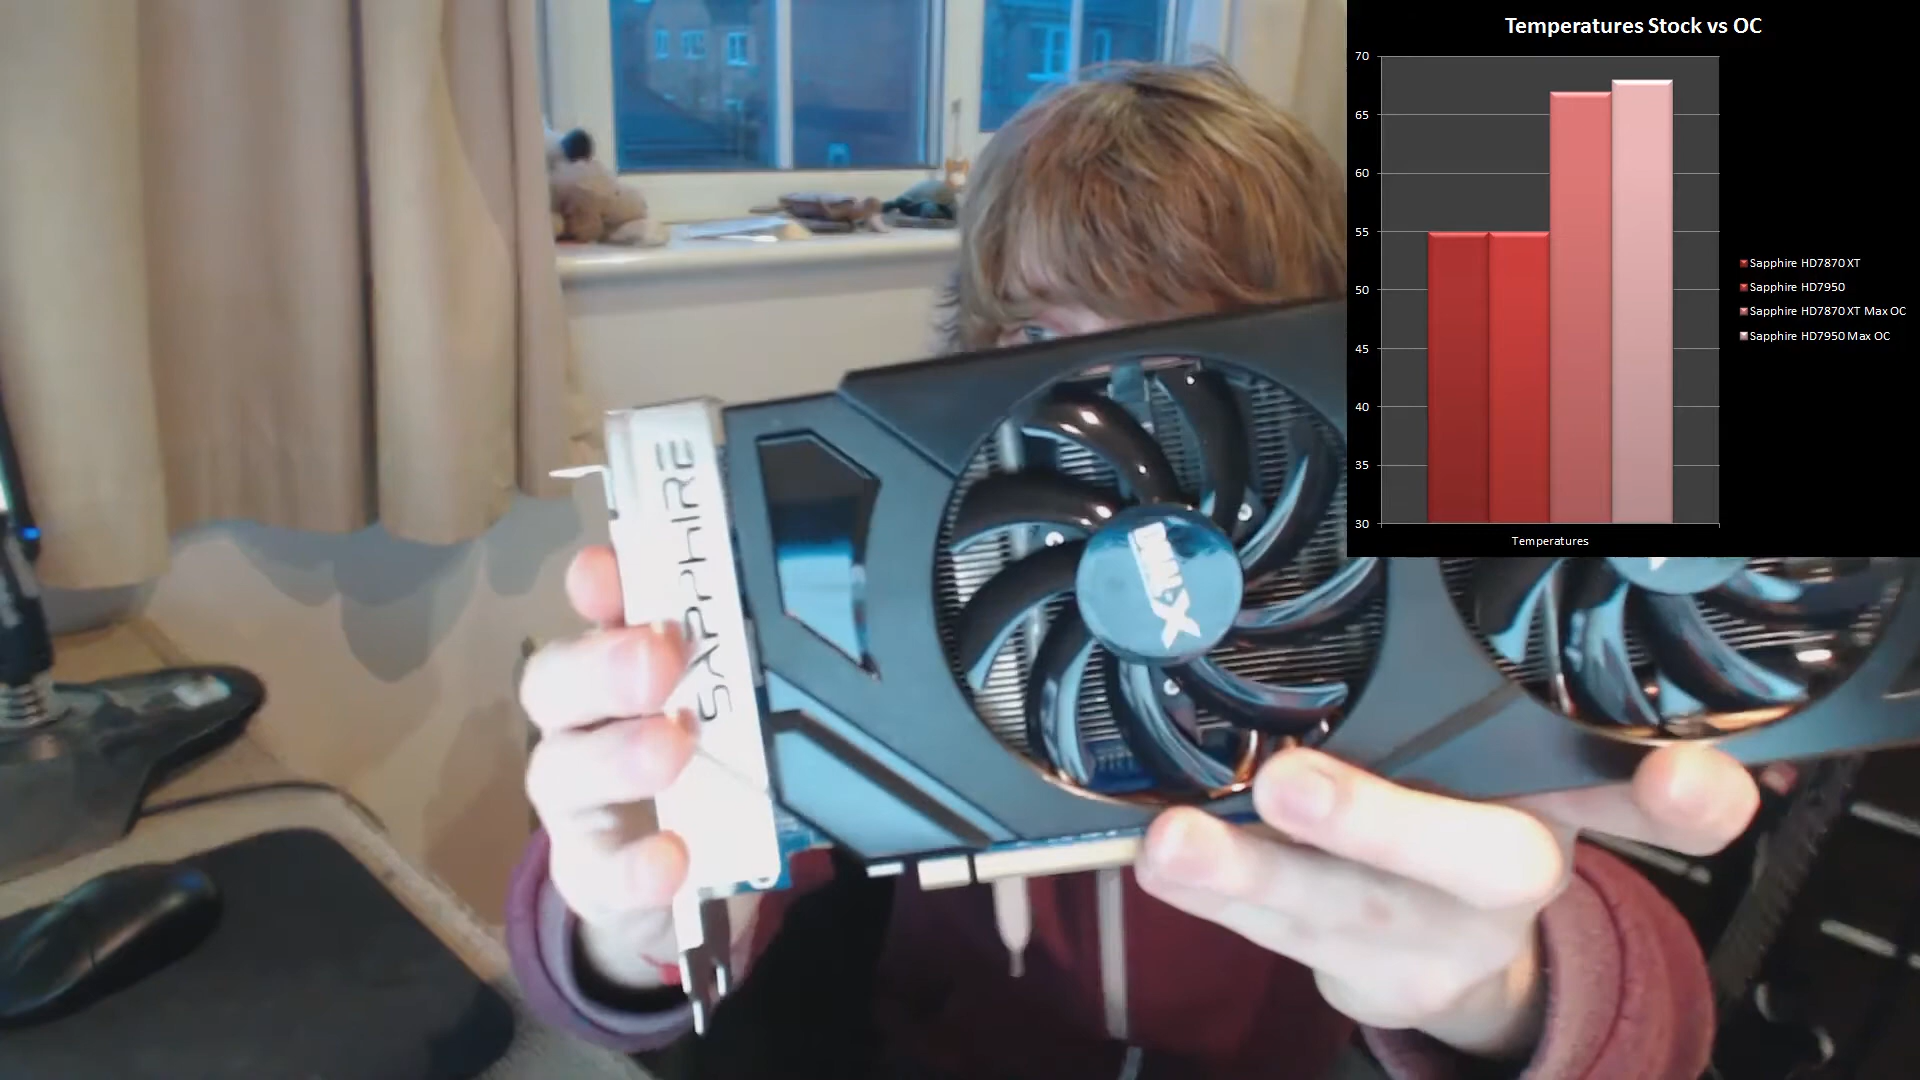 Temperatures Stock vs OC
70
65
60
55
50
45
40
35
30
Temperatures
Sapphire HD7870 XT
Sapphire HD7950
Sapphire HD7870 XT Max OC
Sapphire HD7950 Max OC
SAPPHIRE
DUAL-X